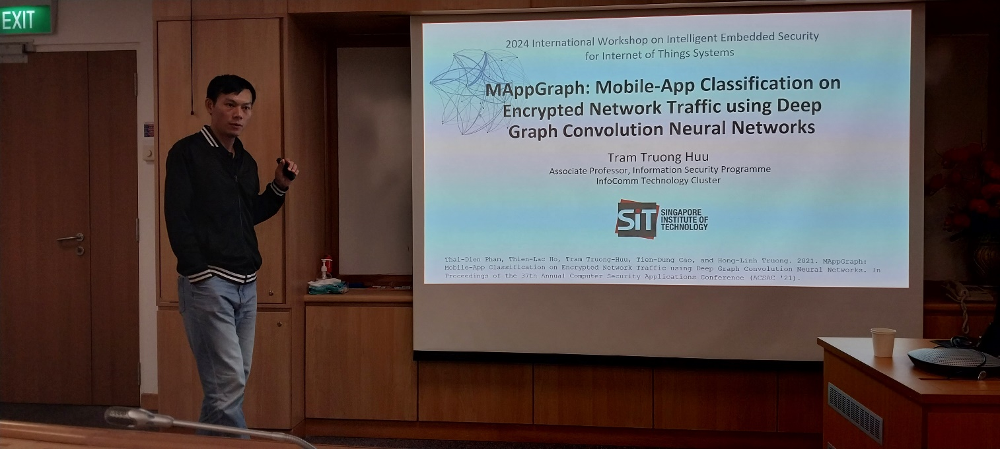 EXIT
2024 International Workshop on Intelligent Embedded Security
for Internet of Things Systems
MAppGraph: Mobile-App Classification on
Encrypted Network Traffic using Deep
Graph Convolution Neural Networks
Tram Truong Huu
Associate Professor, Information Security Programme
InfoComm Technology Cluster
SiT
SINGAPORE
INSTITUTE OF
TECHNOLOGY
Thai-Dien Pham, Thien-Lac Ho, Tram Truong-Huu, Tien-Dung Cao, and Hong-Linh Truong. 2021. MAppGraph:
Mobile-App Classification on Encrypted Network Traffic using Deep Graph Convolution Neural Networks. In
Proceedings of the 37th Annual Computer Security Applications Conference (ACSAC '21).